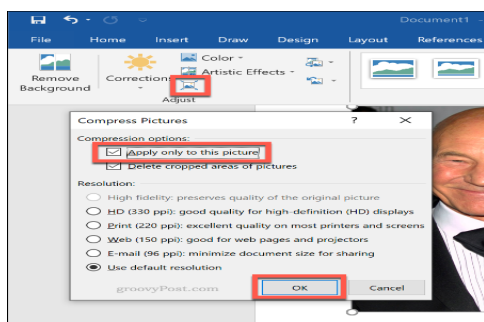 Document1
File Home Insert Draw Design Layout References
Remove Background
Corrections
Color
Artistic Effects
Adjust
Compress Pictures ? ×
Compression options:
Apply only to this picture
Delete cropped areas of pictures
Resolution:
High fidelity: preserves quality of the original picture
HD (330 ppi): good quality for high-definition (HD) displays
Print (220 ppi): excellent quality on most printers and screens
Web (150 ppi): good for web pages and projectors
E-mail (96 ppi): minimize document size for sharing
Use default resolution
groovyPost.com
OK Cancel